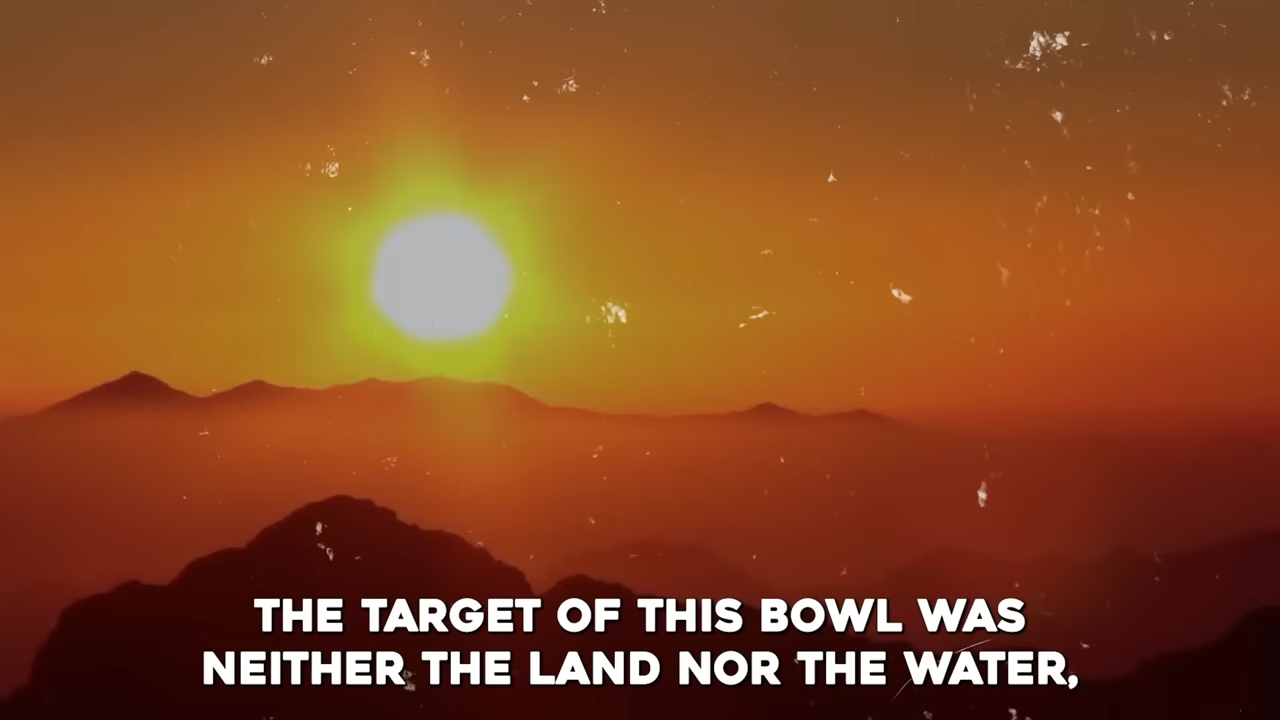 THE TARGET OF THIS BOWL WAS
NEITHER THE LAND NOR THE WATER,